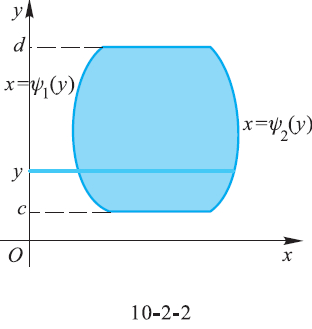 y
d
x=ψ₁(y)
x=ψ₂(y)
y
c
O
x
10-2-2